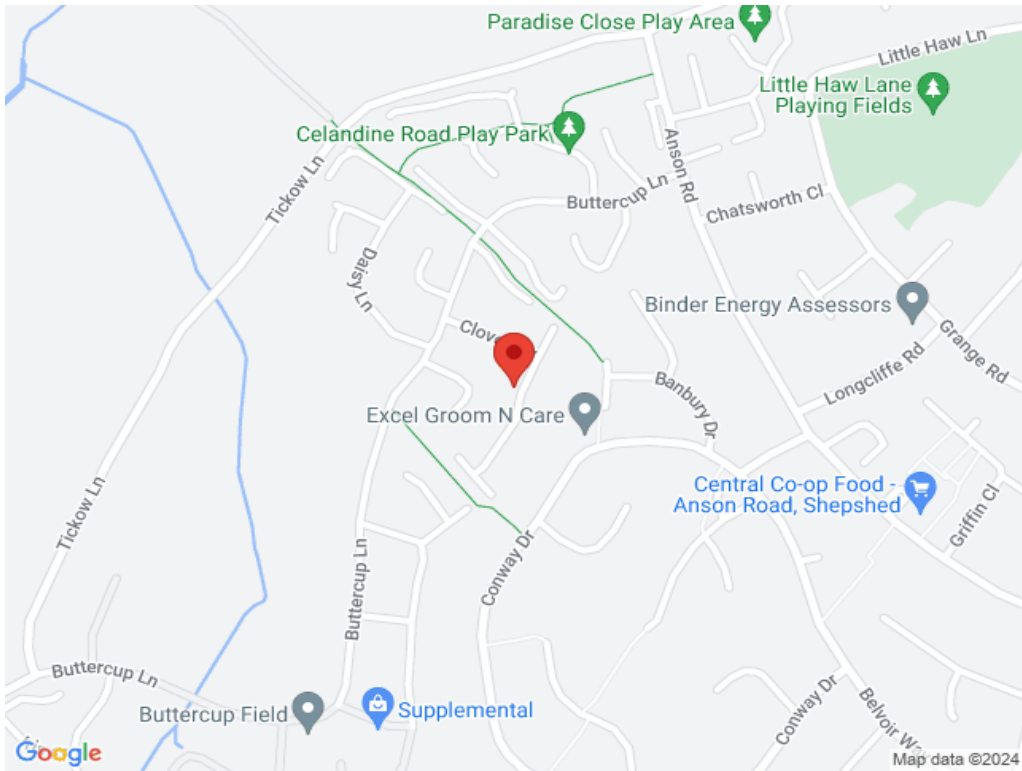 Paradise Close Play Area
Little Haw Ln
Little Haw Lane
Playing Fields
Celandine Road Play Park
Tickow Ln
Anson Rd
Buttercup Ln
Chatsworth Cl
Daisy Ln
Binder Energy Assessors
Grange Rd
Longcliffe Rd
Banbury Dr
Excel Groom N Care
Central Co-op Food -
Anson Road, Shepshed
Griffin Cl
Tickow Ln
Buttercup Ln
Conway Dr
Buttercup Ln
Buttercup Field
Supplemental
Conway Dr
Belvoir
Google
Map data ©2024